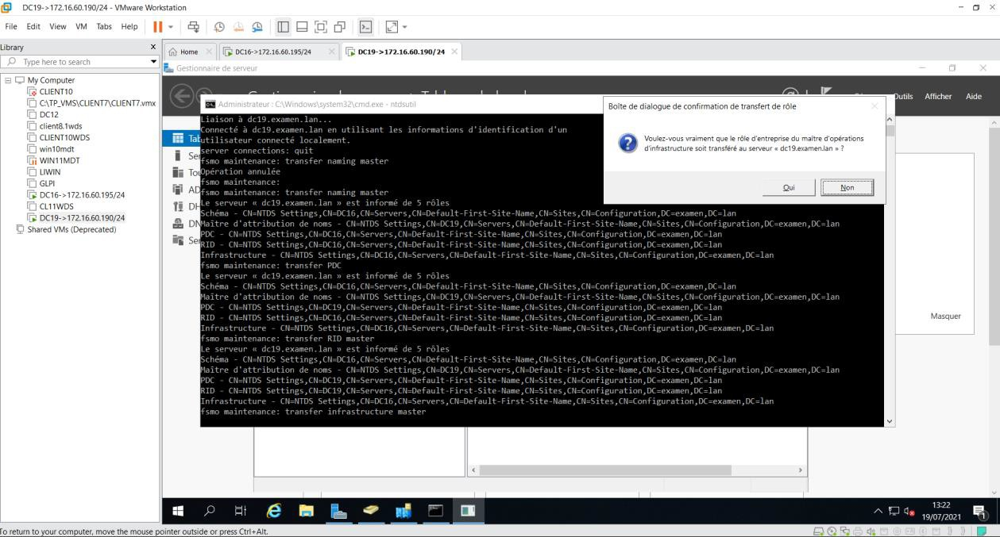 DC19->172.16.60.190/24 - VMware Workstation
File Edit View VM Tabs Help
Library
Type here to search
My Computer
CLIENT10
C:\TP_VMS\CLIENT7\CLIENT7.vmx
DC12
client8.1wds
CLIENT10WDS
win10mdt
WIN11MDT
LIWIN
GLPI
DC16->172.16.60.195/24
CL11WDS
DC19->172.16.60.190/24
Shared VMs (Deprecated)
Home
DC16->172.16.60.195/24
DC19->172.16.60.190/24
Gestionnaire de serveur
Outils Afficher Aide
Administrateur : C:\Windows\system32\cmd.exe - ntdsutil
Liaison à dc19.examen.lan...
Connecté à dc19.examen.lan en utilisant les informations d'identification d'un
utilisateur connecté localement.
server connections: quit
fsmo maintenance: transfer naming master
Opération annulée
fsmo maintenance:
fsmo maintenance: transfer naming master
Le serveur « dc19.examen.lan » est informé de 5 rôles
Schéma - CN=NTDS Settings,CN=DC16,CN=Servers,CN=Default-First-Site-Name,CN=Sites,CN=Configuration,DC=examen,DC=lan
Maître d'attribution de noms - CN=NTDS Settings,CN=DC19,CN=Servers,CN=Default-First-Site-Name,CN=Sites,CN=Configuration,DC=examen,DC=lan
PDC - CN=NTDS Settings,CN=DC16,CN=Servers,CN=Default-First-Site-Name,CN=Sites,CN=Configuration,DC=examen,DC=lan
RID - CN=NTDS Settings,CN=DC16,CN=Servers,CN=Default-First-Site-Name,CN=Sites,CN=Configuration,DC=examen,DC=lan
Infrastructure - CN=NTDS Settings,CN=DC16,CN=Servers,CN=Default-First-Site-Name,CN=Sites,CN=Configuration,DC=examen,DC=lan
fsmo maintenance: transfer PDC
Le serveur « dc19.examen.lan » est informé de 5 rôles
Schéma - CN=NTDS Settings,CN=DC16,CN=Servers,CN=Default-First-Site-Name,CN=Sites,CN=Configuration,DC=examen,DC=lan
Maître d'attribution de noms - CN=NTDS Settings,CN=DC19,CN=Servers,CN=Default-First-Site-Name,CN=Sites,CN=Configuration,DC=examen,DC=lan
PDC - CN=NTDS Settings,CN=DC19,CN=Servers,CN=Default-First-Site-Name,CN=Sites,CN=Configuration,DC=examen,DC=lan
RID - CN=NTDS Settings,CN=DC16,CN=Servers,CN=Default-First-Site-Name,CN=Sites,CN=Configuration,DC=examen,DC=lan
Infrastructure - CN=NTDS Settings,CN=DC16,CN=Servers,CN=Default-First-Site-Name,CN=Sites,CN=Configuration,DC=examen,DC=lan
fsmo maintenance: transfer RID master
Le serveur « dc19.examen.lan » est informé de 5 rôles
Schéma - CN=NTDS Settings,CN=DC16,CN=Servers,CN=Default-First-Site-Name,CN=Sites,CN=Configuration,DC=examen,DC=lan
Maître d'attribution de noms - CN=NTDS Settings,CN=DC19,CN=Servers,CN=Default-First-Site-Name,CN=Sites,CN=Configuration,DC=examen,DC=lan
PDC - CN=NTDS Settings,CN=DC19,CN=Servers,CN=Default-First-Site-Name,CN=Sites,CN=Configuration,DC=examen,DC=lan
RID - CN=NTDS Settings,CN=DC19,CN=Servers,CN=Default-First-Site-Name,CN=Sites,CN=Configuration,DC=examen,DC=lan
Infrastructure - CN=NTDS Settings,CN=DC16,CN=Servers,CN=Default-First-Site-Name,CN=Sites,CN=Configuration,DC=examen,DC=lan
fsmo maintenance: transfer infrastructure master
Boîte de dialogue de confirmation de transfert de rôle
Voulez-vous vraiment que le rôle d'entreprise du maître d'opérations
d'infrastructure soit transféré au serveur « dc19.examen.lan » ?
Oui
Non
Masquer
13:22
19/07/2021
1
To return to your computer, move the mouse pointer outside or press Ctrl+Alt.